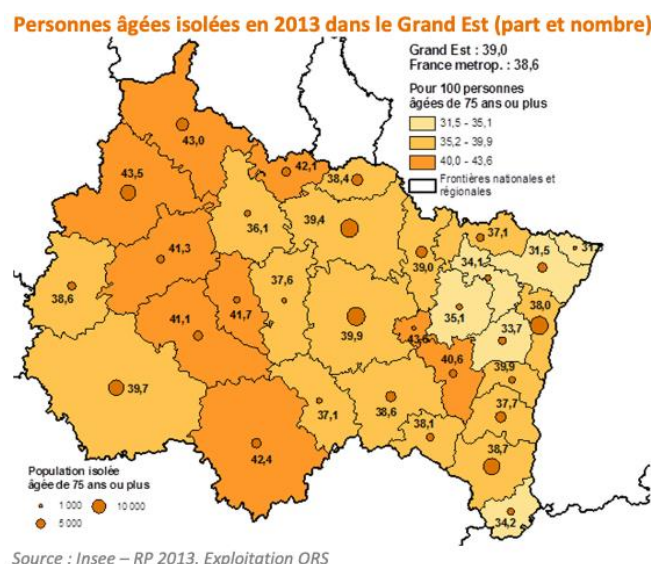 Personnes âgées isolées en 2013 dans le Grand Est (part et nombre)
Grand Est : 39,0
France metrop. : 38,6
Pour 100 personnes
âgées de 75 ans ou plus
31,5 - 35,1
35,2 - 39,9
40,0 - 43,6
Frontières nationales et
régionales
43,0
42,1
38,4
43,5
39,4
36,1
37,1
31,5
41,3
39,0
34,1
37,6
38,6
41,7
35,1
38,0
41,1
39,9
33,7
40,6
39,9
39,7
37,1
38,6
38,1
37,7
42,4
38,7
34,2
Population isolée
âgée de 75 ans ou plus
1 000
10 000
5 000
Source : Insee – RP 2013. Exploitation ORS